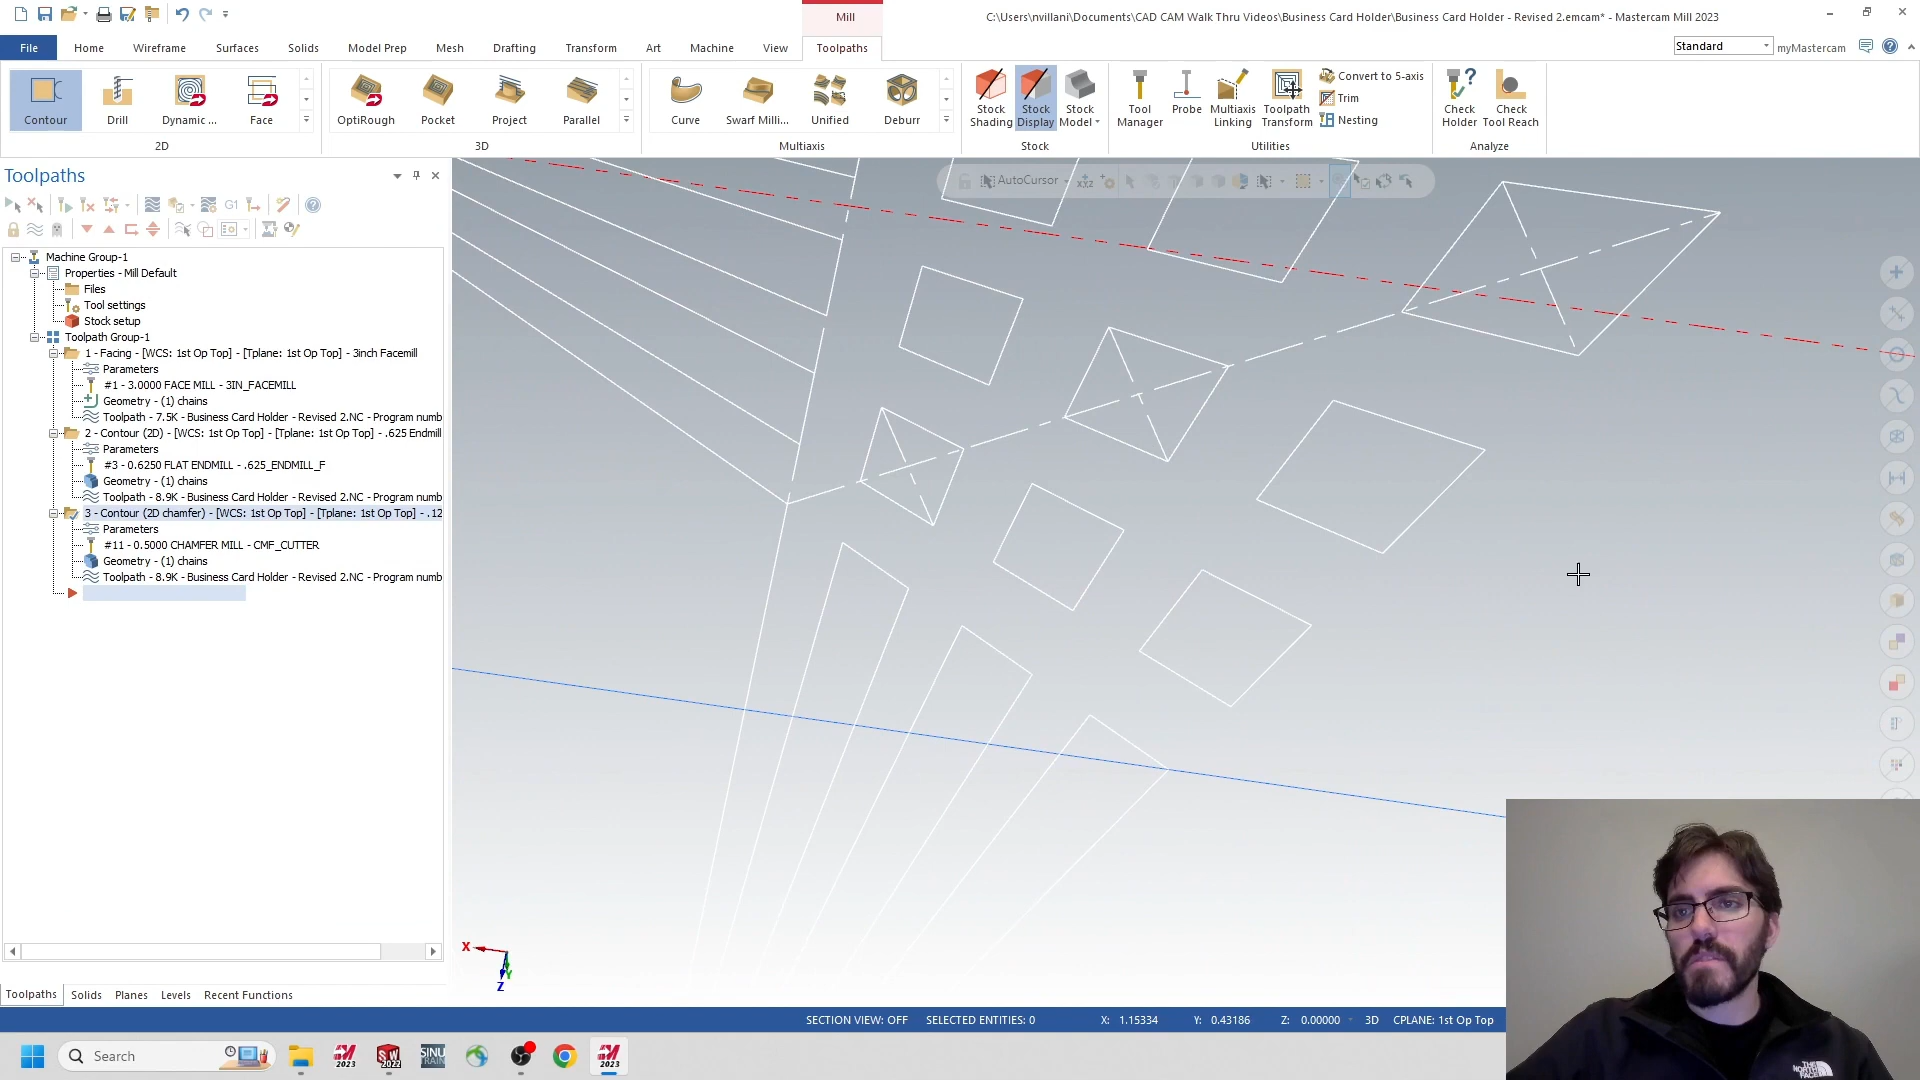 Mill
C:\Users\nvillani\Documents\CAD CAM Walk Thru Videos\Business Card Holder\Business Card Holder - Revised 2.emcam* - Mastercam Mill 2023
File Home Wireframe Surfaces Solids Model Prep Mesh Drafting Transform Art Machine View Toolpaths
Standard myMastercam
Contour Drill Dynamic ... Face
2D
OptiRough Pocket Project Parallel
3D
Curve Swarf Milli... Unified Deburr
Multiaxis
Stock Shading
Stock Display
Stock Model
Stock
Tool Manager
Probe
Multiaxis Linking
Toolpath Transform
Convert to 5-axis
Trim
Nesting
Utilities
Check Holder
Check Tool Reach
Analyze
AutoCursor
Toolpaths
G1
Machine Group-1
Properties - Mill Default
Files
Tool settings
Stock setup
Toolpath Group-1
1 - Facing - [WCS: 1st Op Top] - [Tplane: 1st Op Top] - 3inch Facemill
Parameters
#1 - 3.0000 FACE MILL - 3IN_FACEMILL
Geometry - (1) chains
Toolpath - 7.5K - Business Card Holder - Revised 2.NC - Program numb
2 - Contour (2D) - [WCS: 1st Op Top] - [Tplane: 1st Op Top] - .625 Endmill
Parameters
#3 - 0.6250 FLAT ENDMILL - .625_ENDMILL_F
Geometry - (1) chains
Toolpath - 8.9K - Business Card Holder - Revised 2.NC - Program numb
3 - Contour (2D chamfer) - [WCS: 1st Op Top] - [Tplane: 1st Op Top] - .12
Parameters
#11 - 0.5000 CHAMFER MILL - CMF_CUTTER
Geometry - (1) chains
Toolpath - 8.9K - Business Card Holder - Revised 2.NC - Program numb
X
Y
Z
Toolpaths Solids Planes Levels Recent Functions
SECTION VIEW: OFF SELECTED ENTITIES: 0 X: 1.15334 Y: 0.43186 Z: 0.00000 3D CPLANE: 1st Op Top
Search
2023
SW
2022
SINU
TRAIN
2023
THE
NORTH
FACE